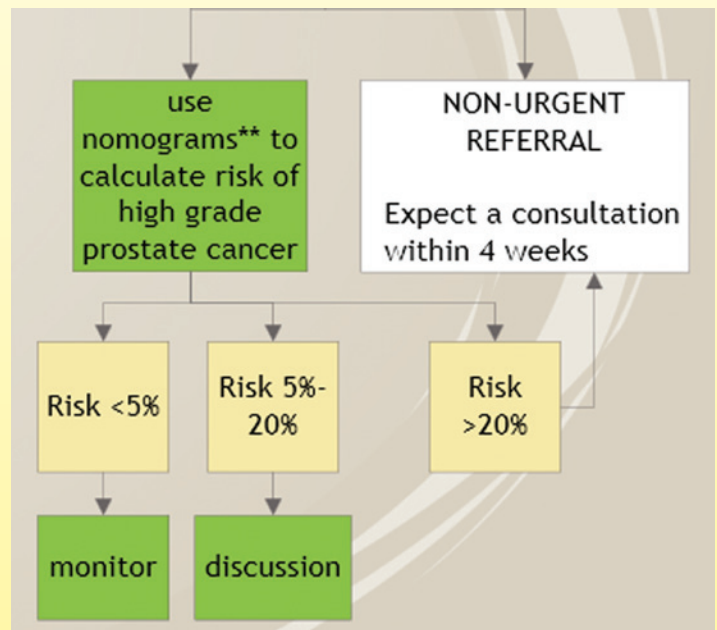 use
nomograms** to
calculate risk of
high grade
prostate cancer
NON-URGENT
REFERRAL
Expect a consultation
within 4 weeks
Risk <5%
Risk 5%-
20%
Risk
>20%
monitor
discussion